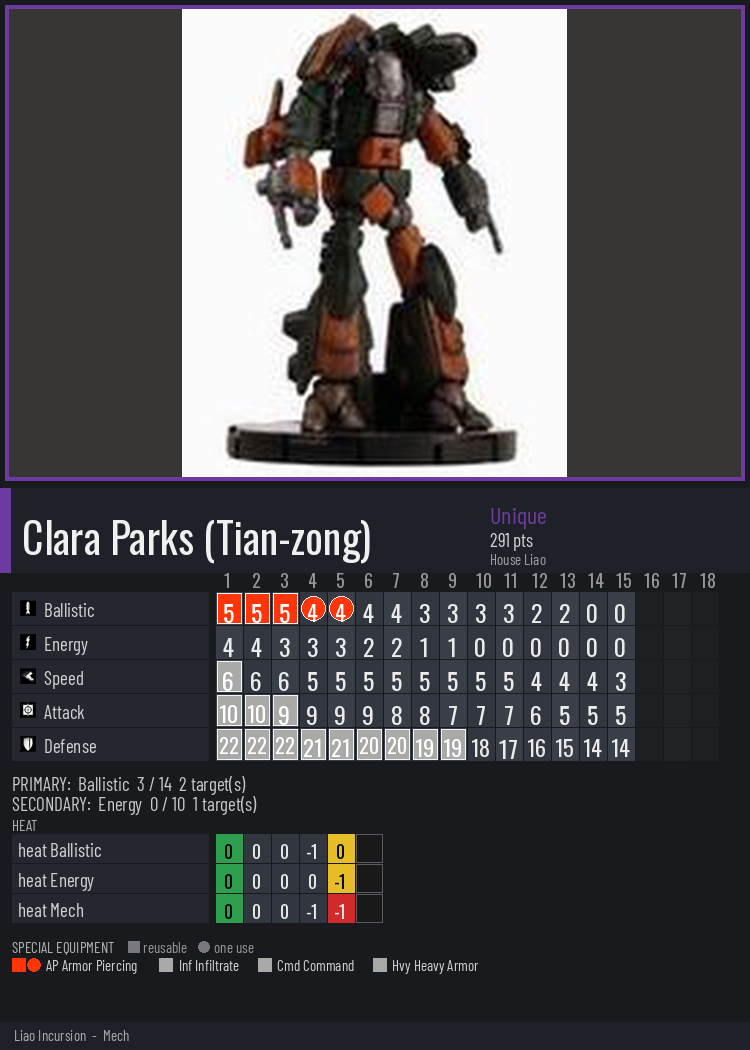 Clara Parks (Tian-zong)
Unique
291 pts
House Liao
1 2 3 4 5 6 7 8 9 10 11 12 13 14 15 16 17 18
Ballistic 5 5 5 4 4 4 4 3 3 3 3 2 2 0 0
Energy 4 4 3 3 3 2 2 1 1 0 0 0 0 0 0
Speed 6 6 6 5 5 5 5 5 5 5 5 4 4 4 3
Attack 10 10 9 9 9 9 8 8 7 7 7 6 5 5 5
Defense 22 22 22 21 21 20 20 19 19 18 17 16 15 14 14
PRIMARY: Ballistic 3 / 14 2 target(s)
SECONDARY: Energy 0 / 10 1 target(s)
HEAT
heat Ballistic 0 0 0 -1 0
heat Energy 0 0 0 0 -1
heat Mech 0 0 0 -1 -1
SPECIAL EQUIPMENT reusable one use
AP Armor Piercing Inf Infiltrate Cmd Command Hvy Heavy Armor
Liao Incursion - Mech